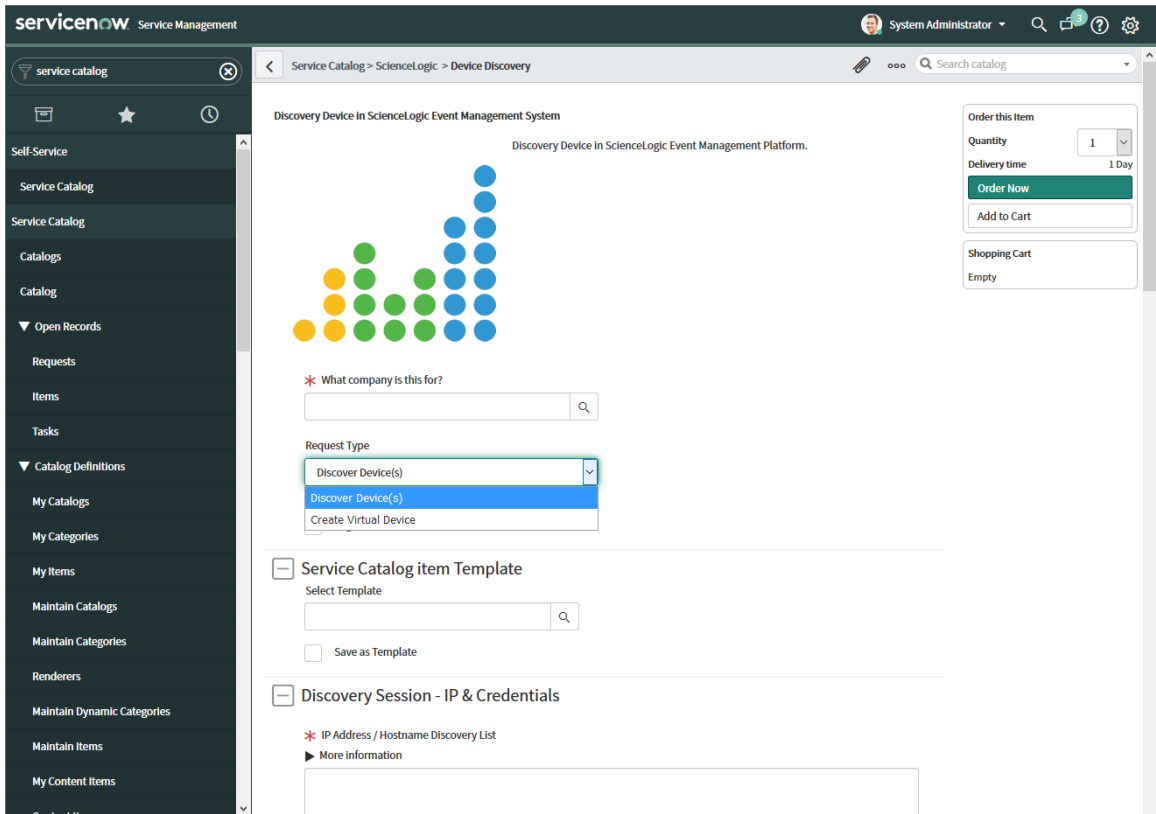 servicenow. Service Management
System Administrator
3
service catalog
Self-Service
Service Catalog
Service Catalog
Catalogs
Catalog
Open Records
Requests
Items
Tasks
Catalog Definitions
My Catalogs
My Categories
My Items
Maintain Catalogs
Maintain Categories
Renderers
Maintain Dynamic Categories
Maintain Items
My Content Items
Service Catalog > ScienceLogic > Device Discovery
Search catalog
Discovery Device in ScienceLogic Event Management System
Discovery Device in ScienceLogic Event Management Platform.
What company is this for?
Request Type
Discover Device(s)
Discover Device(s)
Create Virtual Device
Service Catalog item Template
Select Template
Save as Template
Discovery Session - IP & Credentials
IP Address / Hostname Discovery List
More information
Order this Item
Quantity 1
Delivery time 1 Day
Order Now
Add to Cart
Shopping Cart
Empty